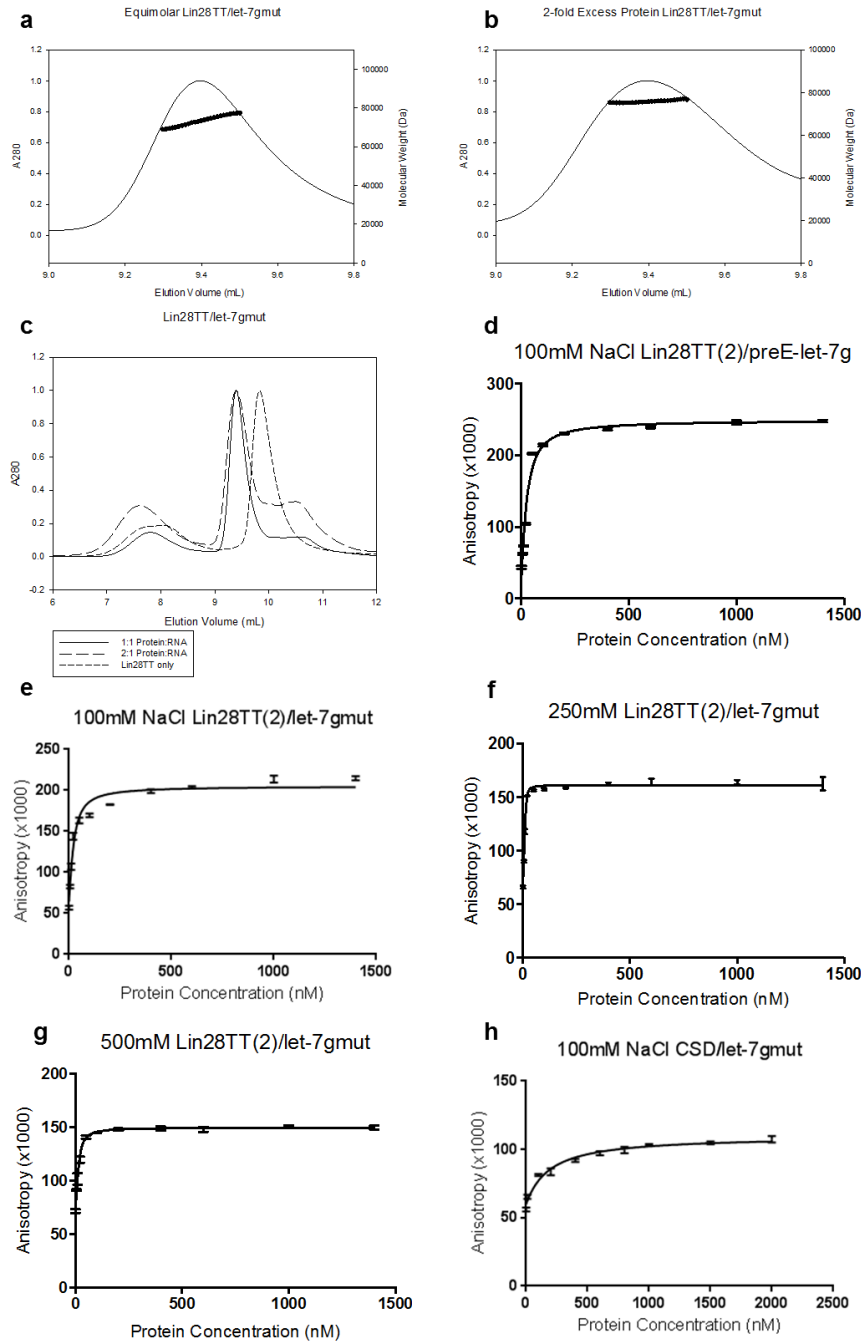 a
Equimolar Lin28TT/let-7gmut
1.2
1.0
0.8
0.6
0.4
0.2
0.0
A280
100000
80000
60000
40000
20000
0
Molecular Weight (Da)
9.0 9.2 9.4 9.6 9.8
Elution Volume (mL)
b
2-fold Excess Protein Lin28TT/let-7gmut
1.2
1.0
0.8
0.6
0.4
0.2
0.0
A280
100000
80000
60000
40000
20000
0
Molecular Weight (Da)
9.0 9.2 9.4 9.6 9.8
Elution Volume (mL)
c
Lin28TT/let-7gmut
1.2
1.0
0.8
0.6
0.4
0.2
0.0
-0.2
A280
6 7 8 9 10 11 12
Elution Volume (mL)
1:1 Protein:RNA
2:1 Protein:RNA
Lin28TT only
d
100mM NaCl Lin28TT(2)/preE-let-7g
300
200
100
0
Anisotropy (x1000)
0 500 1000 1500
Protein Concentration (nM)
e
100mM NaCl Lin28TT(2)/let-7gmut
250
200
150
100
50
0
Anisotropy (x1000)
0 500 1000 1500
Protein Concentration (nM)
f
250mM Lin28TT(2)/let-7gmut
200
150
100
50
0
Anisotropy (x1000)
0 500 1000 1500
Protein Concentration (nM)
g
500mM Lin28TT(2)/let-7gmut
200
150
100
50
0
Anisotropy (x1000)
0 500 1000 1500
Protein Concentration (nM)
h
100mM NaCl CSD/let-7gmut
150
100
50
0
Anisotropy (x1000)
0 500 1000 1500 2000 2500
Protein Concentration (nM)